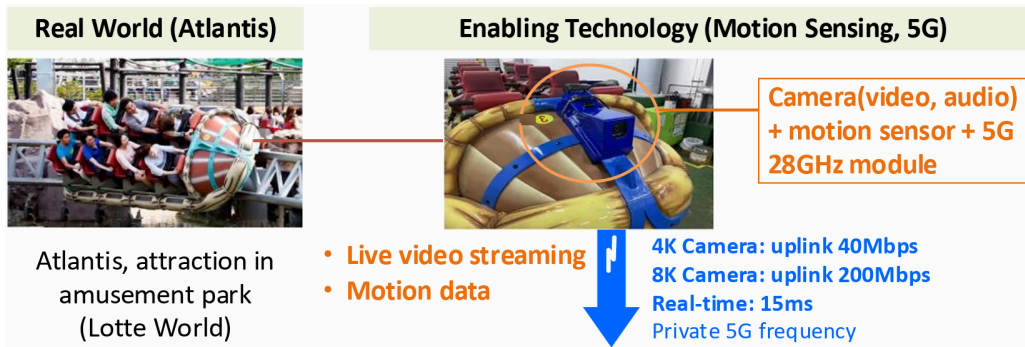 Real World (Atlantis)
Enabling Technology (Motion Sensing, 5G)
Camera(video, audio)
+ motion sensor + 5G
28GHz module
Atlantis, attraction in
amusement park
(Lotte World)
• Live video streaming
• Motion data
4K Camera: uplink 40Mbps
8K Camera: uplink 200Mbps
Real-time: 15ms
Private 5G frequency